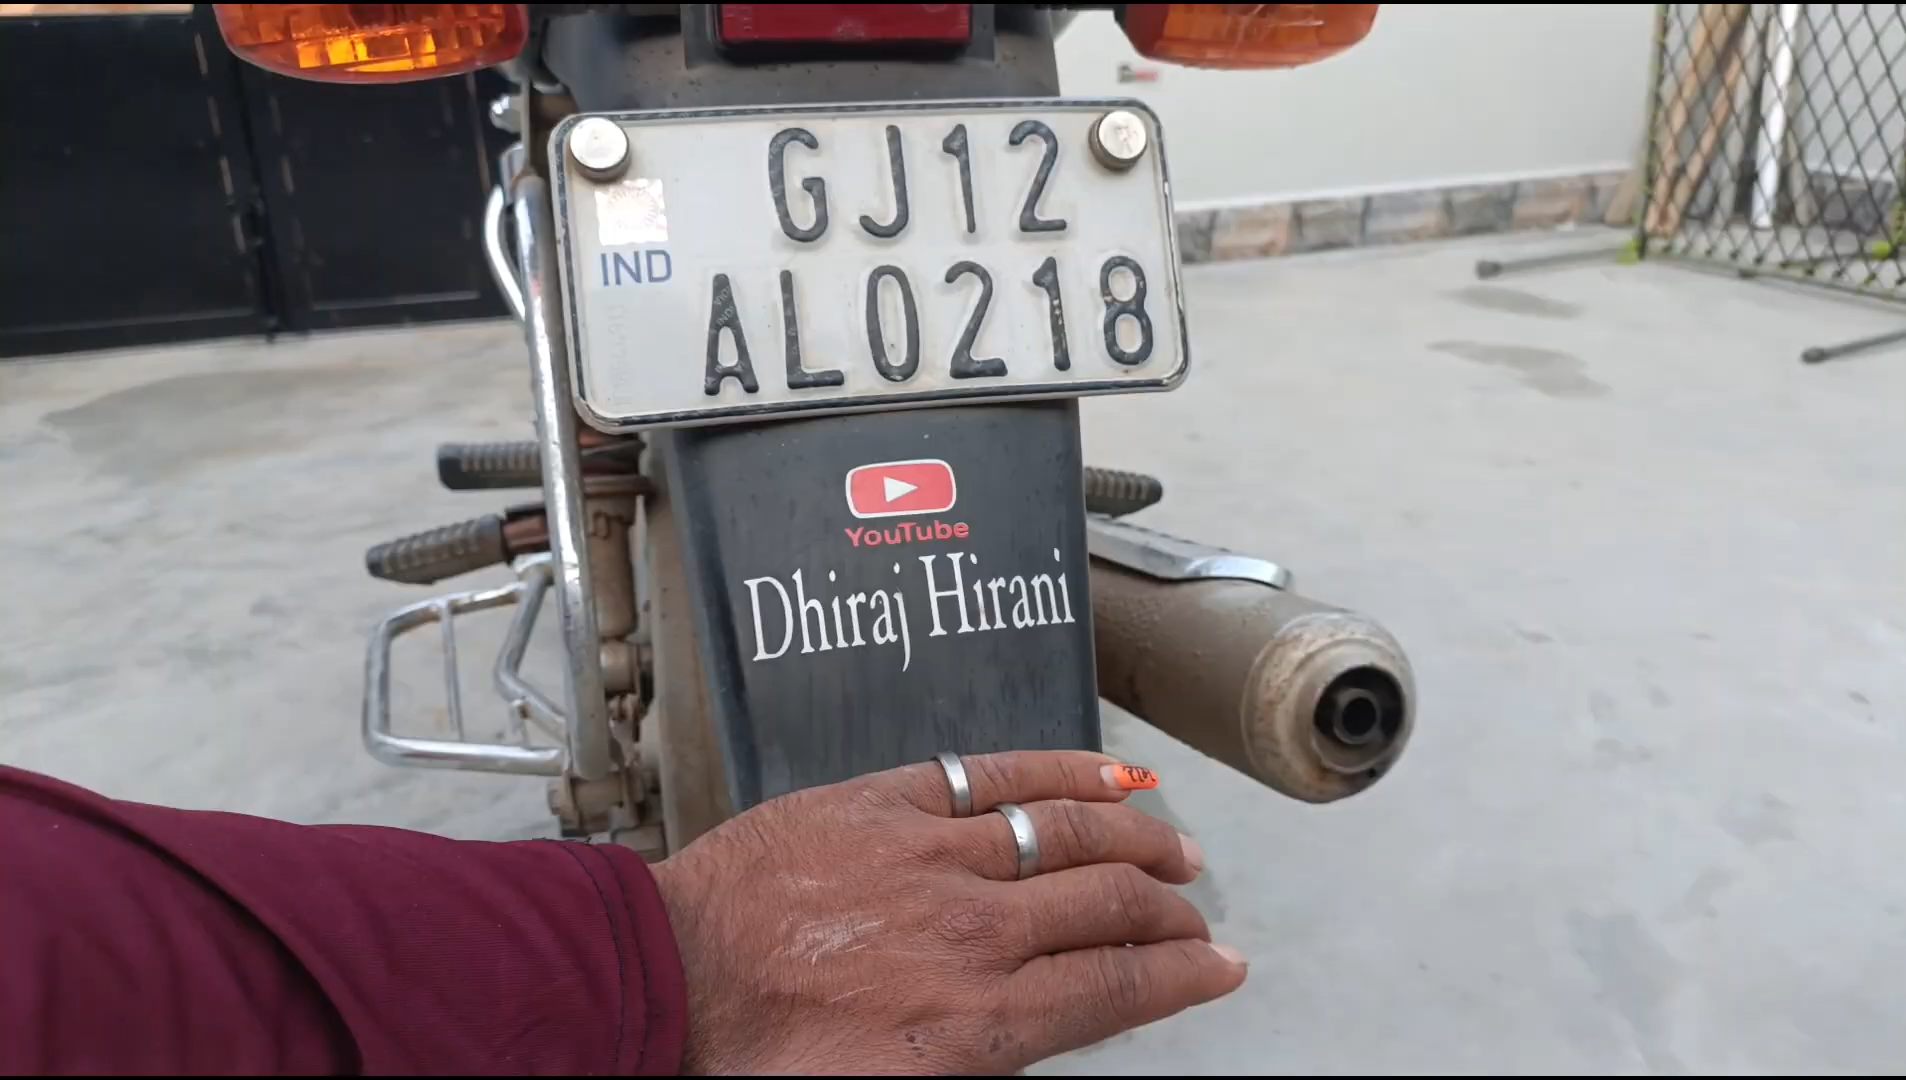 GJ12
IND
AL0218
YouTube
Dhiraj Hirani